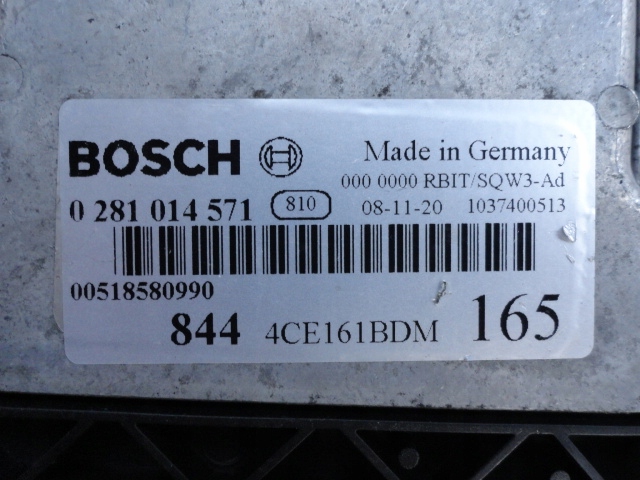 BOSCH Made in Germany
000 0000 RBIT/SQW3-Ad
0 281 014 571 810 08-11-20 1037400513
00518580990
844 4CE161BDM 165